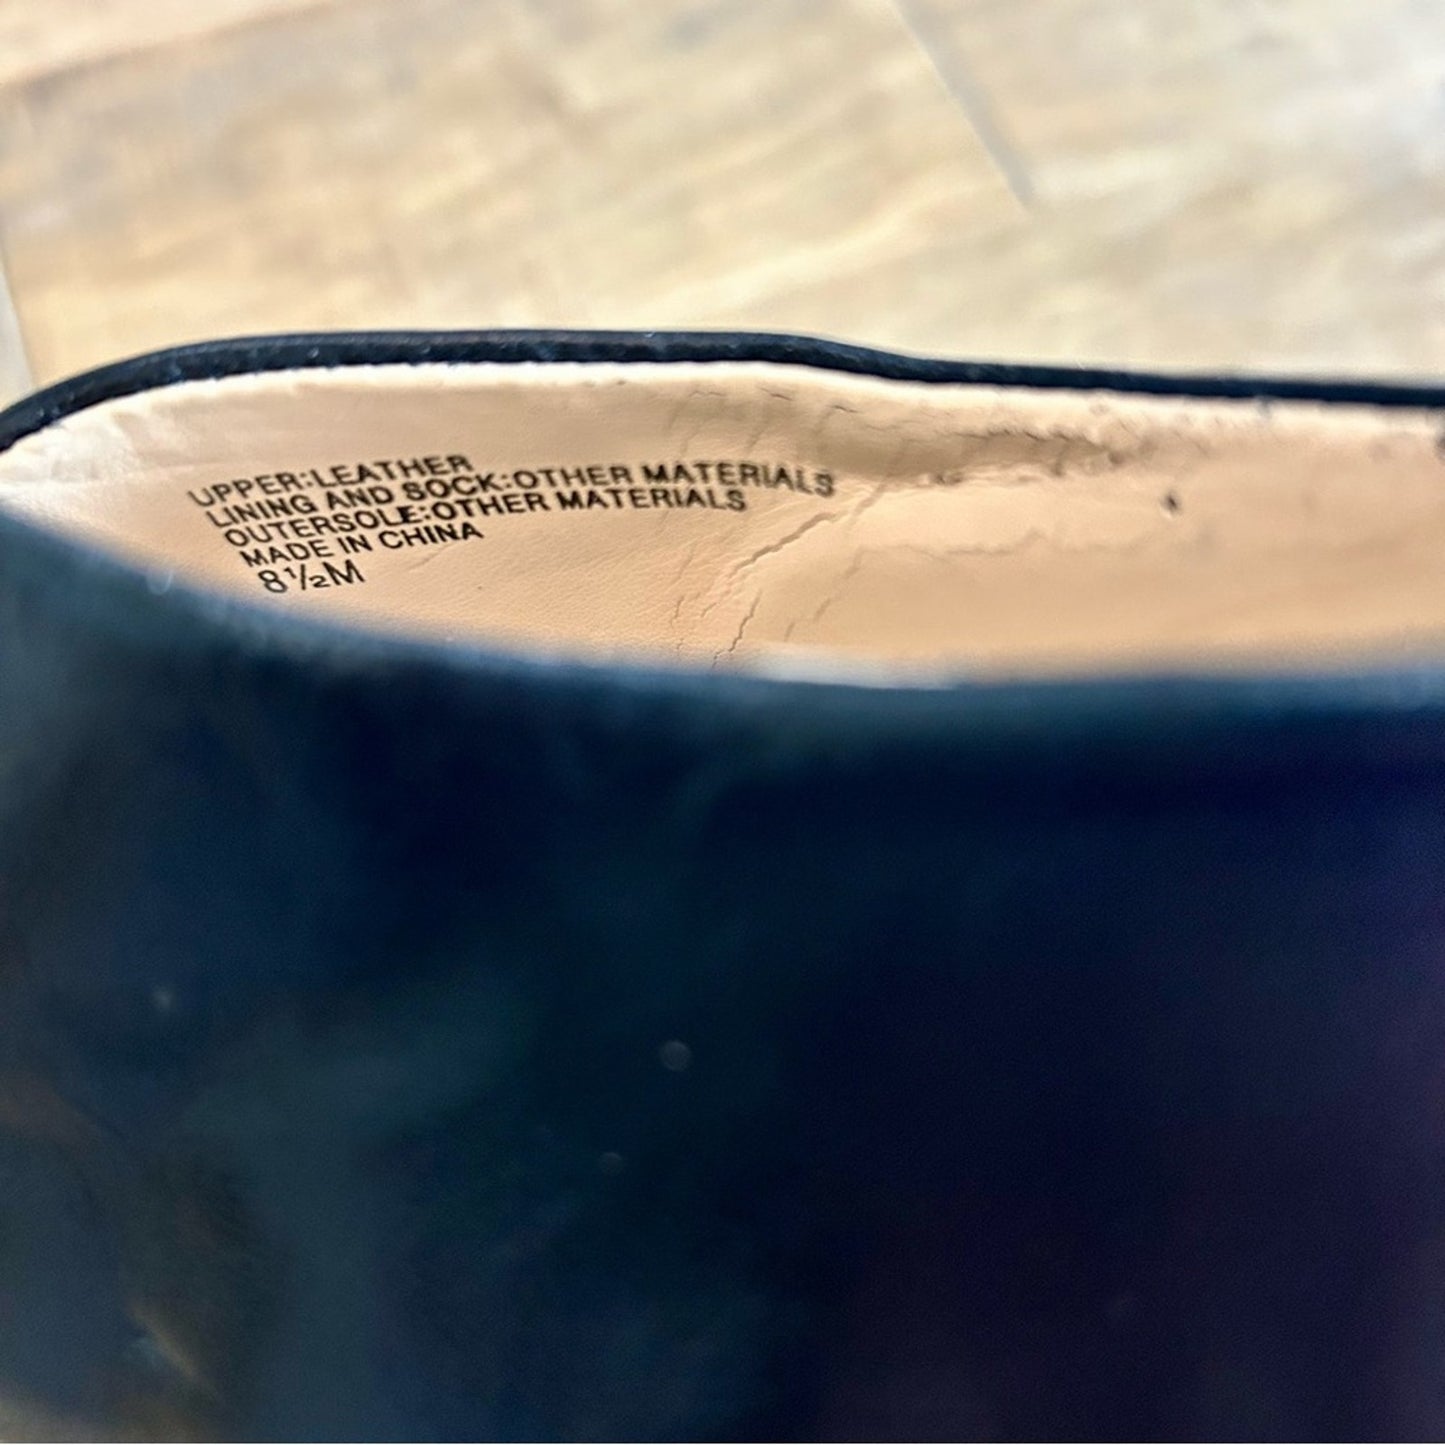 UPPER:LEATHER
LINING AND SOCK:OTHER MATERIALS
OUTERSOLE:OTHER MATERIALS
MADE IN CHINA
8½M